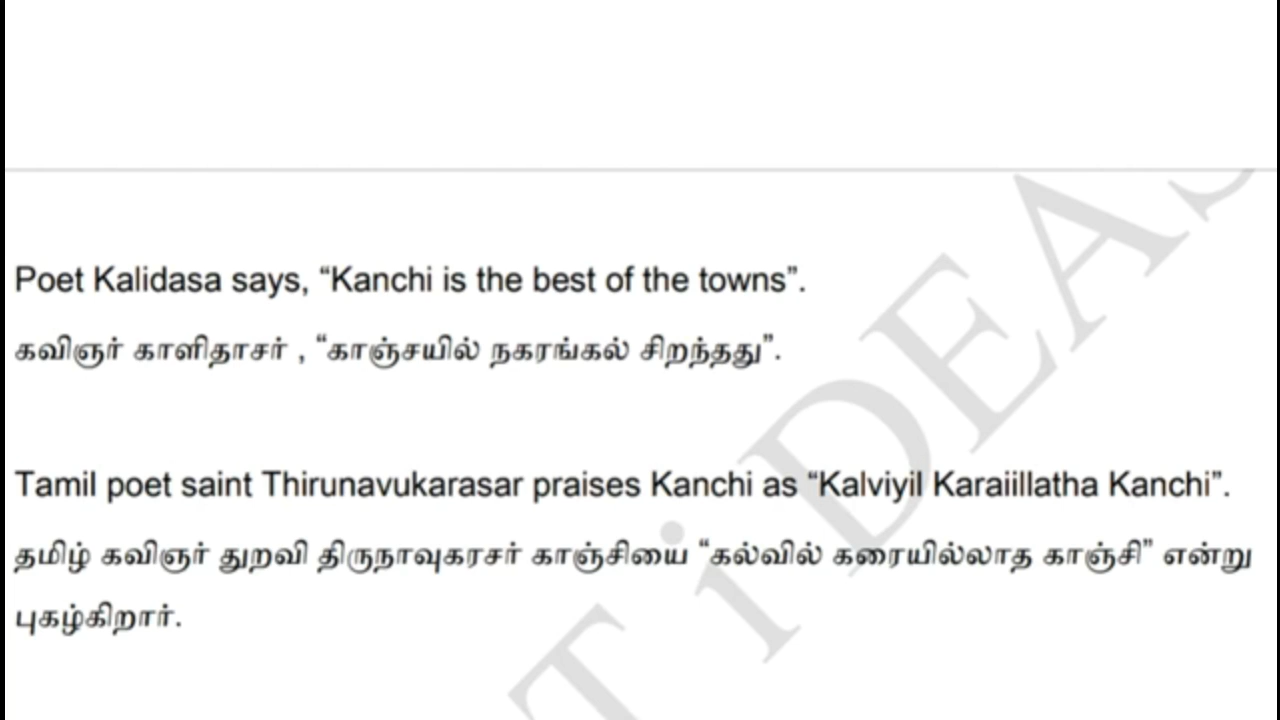 Poet Kalidasa says, “Kanchi is the best of the towns”.
கவிஞர் காளிதாசர் , “காஞ்சயில் நகரங்கல் சிறந்தது”.
Tamil poet saint Thirunavukarasar praises Kanchi as “Kalviyil Karaiillatha Kanchi”.
தமிழ் கவிஞர் துறவி திருநாவுகரசர் காஞ்சியை “கல்வில் கரையில்லாத காஞ்சி” என்று
புகழ்கிறார்.
T i DEAS